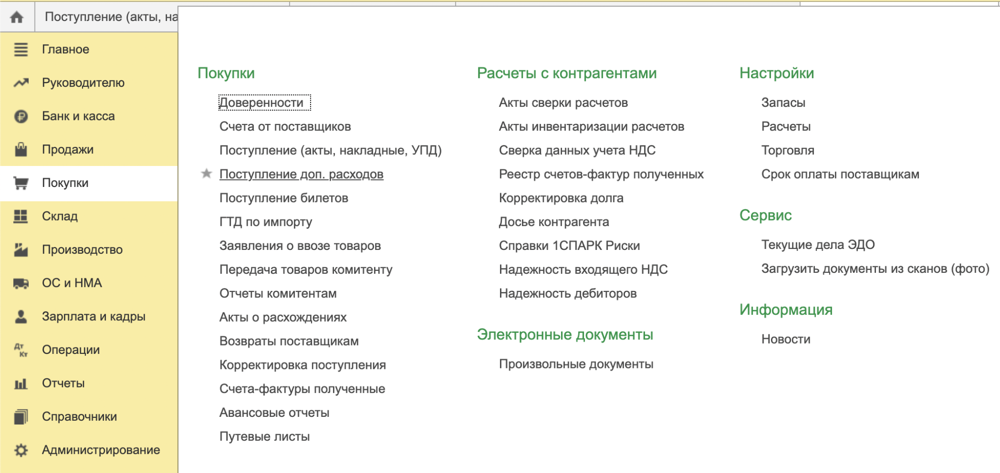 Поступление (акты, на
Главное
Руководителю
Банк и касса
Продажи
Покупки
Склад
Производство
ОС и НМА
Зарплата и кадры
Дт
Кт
Операции
Отчеты
Справочники
Администрирование
Покупки
Доверенности
Счета от поставщиков
Поступление (акты, накладные, УПД)
Поступление доп. расходов
Поступление билетов
ГТД по импорту
Заявления о ввозе товаров
Передача товаров комитенту
Отчеты комитентам
Акты о расхождениях
Возвраты поставщикам
Корректировка поступления
Счета-фактуры полученные
Авансовые отчеты
Путевые листы
Расчеты с контрагентами
Акты сверки расчетов
Акты инвентаризации расчетов
Сверка данных учета НДС
Реестр счетов-фактур полученных
Корректировка долга
Досье контрагента
Справки 1СПАРК Риски
Надежность входящего НДС
Надежность дебиторов
Электронные документы
Произвольные документы
Настройки
Запасы
Расчеты
Торговля
Срок оплаты поставщикам
Сервис
Текущие дела ЭДО
Загрузить документы из сканов (фото)
Информация
Новости